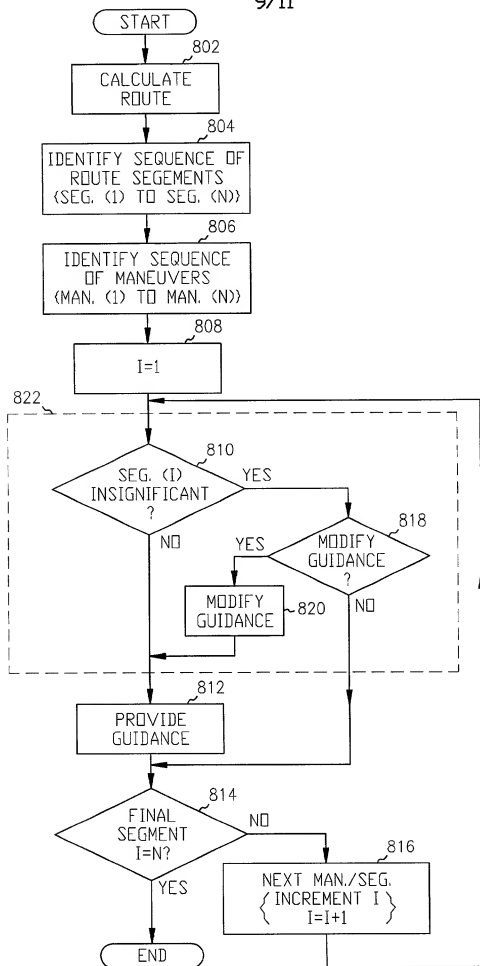 9/11
START
802
CALCULATE
ROUTE
804
IDENTIFY SEQUENCE OF
ROUTE SEGEMENTS
{SEG. (1) TO SEG. (N)}
806
IDENTIFY SEQUENCE
OF MANEUVERS
{MAN. (1) TO MAN. (N)}
808
I=1
822
810
SEG. (I)
INSIGNIFICANT
?
YES
NO
818
MODIFY
GUIDANCE
?
YES
NO
MODIFY
GUIDANCE
820
812
PROVIDE
GUIDANCE
814
FINAL
SEGMENT
I=N?
NO
YES
816
NEXT MAN./SEG.
{INCREMENT I
I=I+1}
END